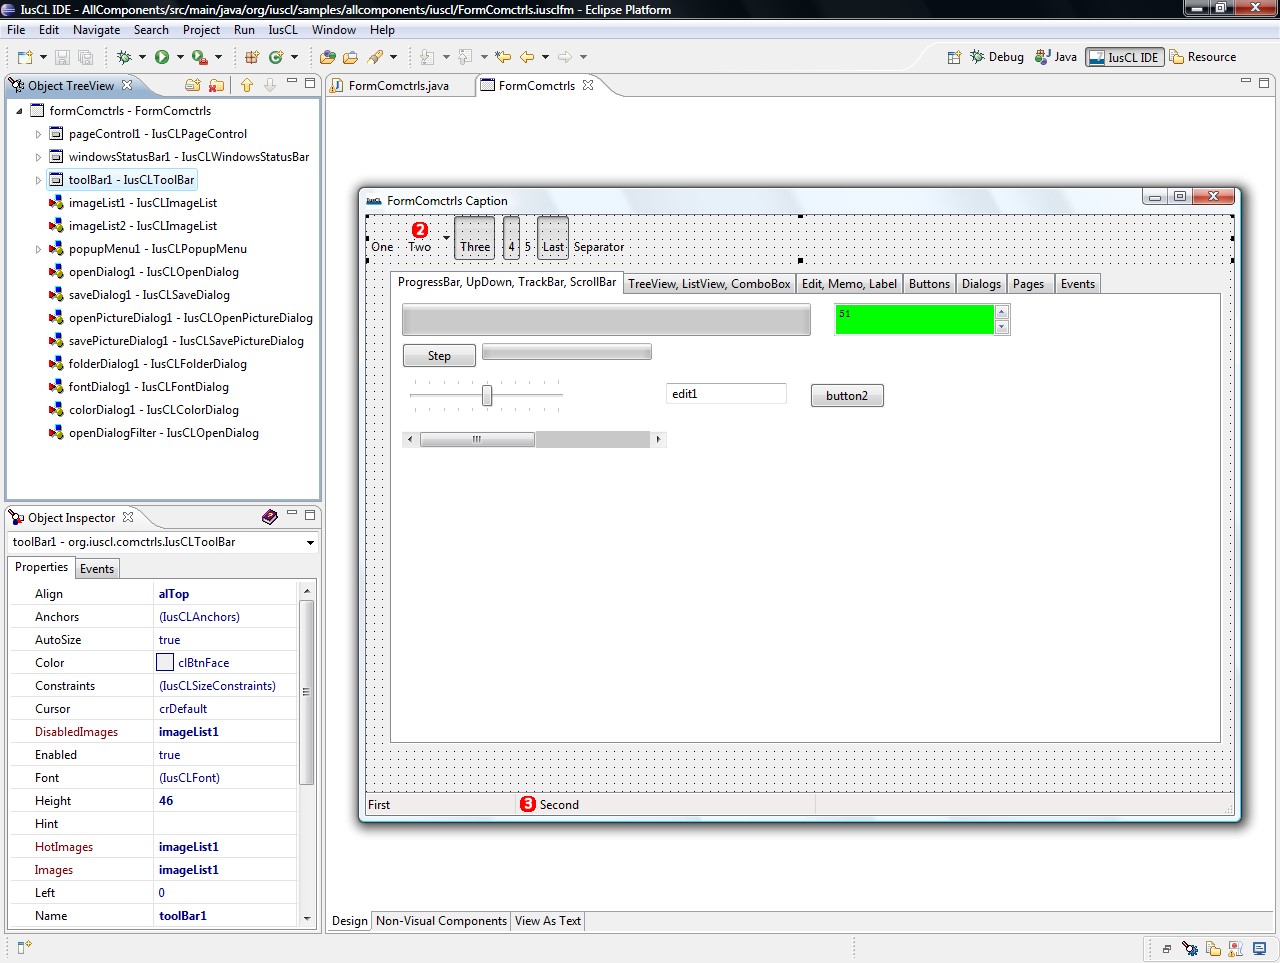 IusCL IDE - AllComponents/src/main/java/org/iuscl/samples/allcomponents/iuscl/FormComctrls.iusclfm - Eclipse Platform
File Edit Navigate Search Project Run IusCL Window Help
Debug Java IusCL IDE Resource
Object TreeView
formComctrls - FormComctrls
pageControl1 - IusCLPageControl
windowsStatusBar1 - IusCLWindowsStatusBar
toolBar1 - IusCLToolBar
imageList1 - IusCLImageList
imageList2 - IusCLImageList
popupMenu1 - IusCLPopupMenu
openDialog1 - IusCLOpenDialog
saveDialog1 - IusCLSaveDialog
openPictureDialog1 - IusCLOpenPictureDialog
savePictureDialog1 - IusCLSavePictureDialog
folderDialog1 - IusCLFolderDialog
fontDialog1 - IusCLFontDialog
colorDialog1 - IusCLColorDialog
openDialogFilter - IusCLOpenDialog
Object Inspector
toolBar1 - org.iuscl.comctrls.IusCLToolBar
Properties Events
Align alTop
Anchors (IusCLAnchors)
AutoSize true
Color clBtnFace
Constraints (IusCLSizeConstraints)
Cursor crDefault
DisabledImages imageList1
Enabled true
Font (IusCLFont)
Height 46
Hint
HotImages imageList1
Images imageList1
Left 0
Name toolBar1
FormComctrls.java FormComctrls
FormComctrls Caption
2
One Two Three 4 5 Last Separator
ProgressBar, UpDown, TrackBar, ScrollBar TreeView, ListView, ComboBox Edit, Memo, Label Buttons Dialogs Pages Events
51
Step
edit1 button2
First 3 Second
Design Non-Visual Components View As Text